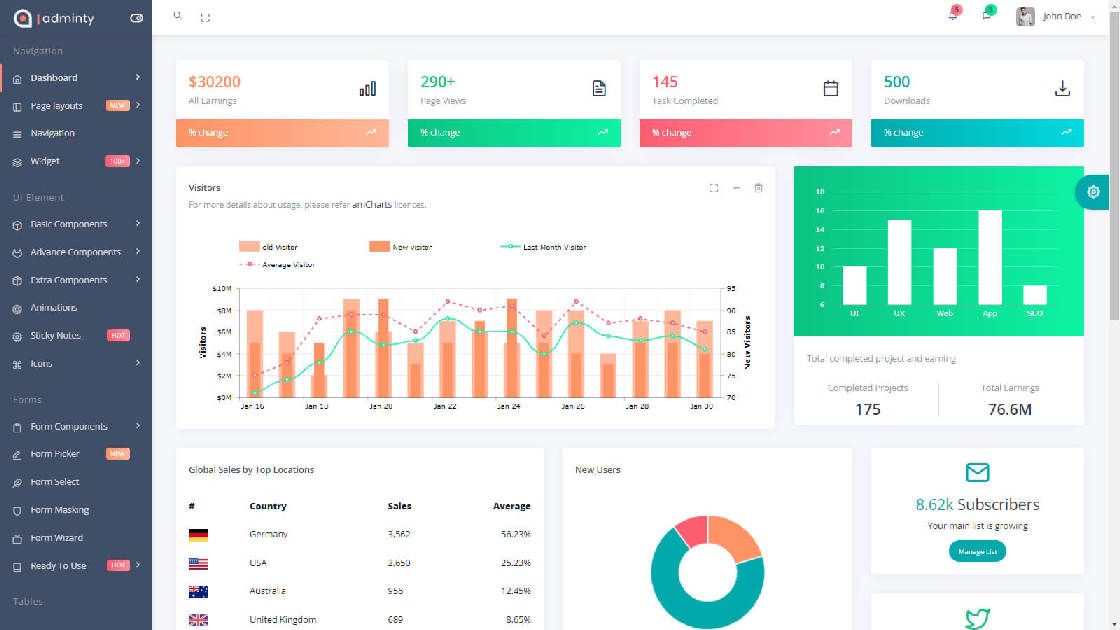 adminty
5
3
John Doe
Navigation
Dashboard
Page layouts NEW
Navigation
Widget 100+
UI Element
Basic Components
Advance Components
Extra Components
Animations
Sticky Notes HOT
Icons
Forms
Form Components
Form Picker NEW
Form Select
Form Masking
Form Wizard
Ready To Use HOT
Tables
$30200
All Earnings
% change
290+
Page Views
% change
145
Task Completed
% change
500
Downloads
% change
Visitors
For more details about usage, please refer amCharts licences.
old Visitor New visitor Last Month Visitor
Average Visitor
$10M 95
$8M 90
$6M 85
$4M 80
$2M 75
$0M 70
Visitors
New Visitors
Jan 16 Jan 18 Jan 20 Jan 22 Jan 24 Jan 26 Jan 28 Jan 30
18
16
14
12
10
8
6
UI UX Web App SEO
Total completed project and earning
Completed Projects Total Earnings
175 76.6M
Global Sales by Top Locations
# Country Sales Average
Germany 3,562 56.23%
USA 2,650 25.23%
Australia 956 12.45%
United Kingdom 689 8.65%
New Users
8.62k Subscribers
Your main list is growing
Manage List